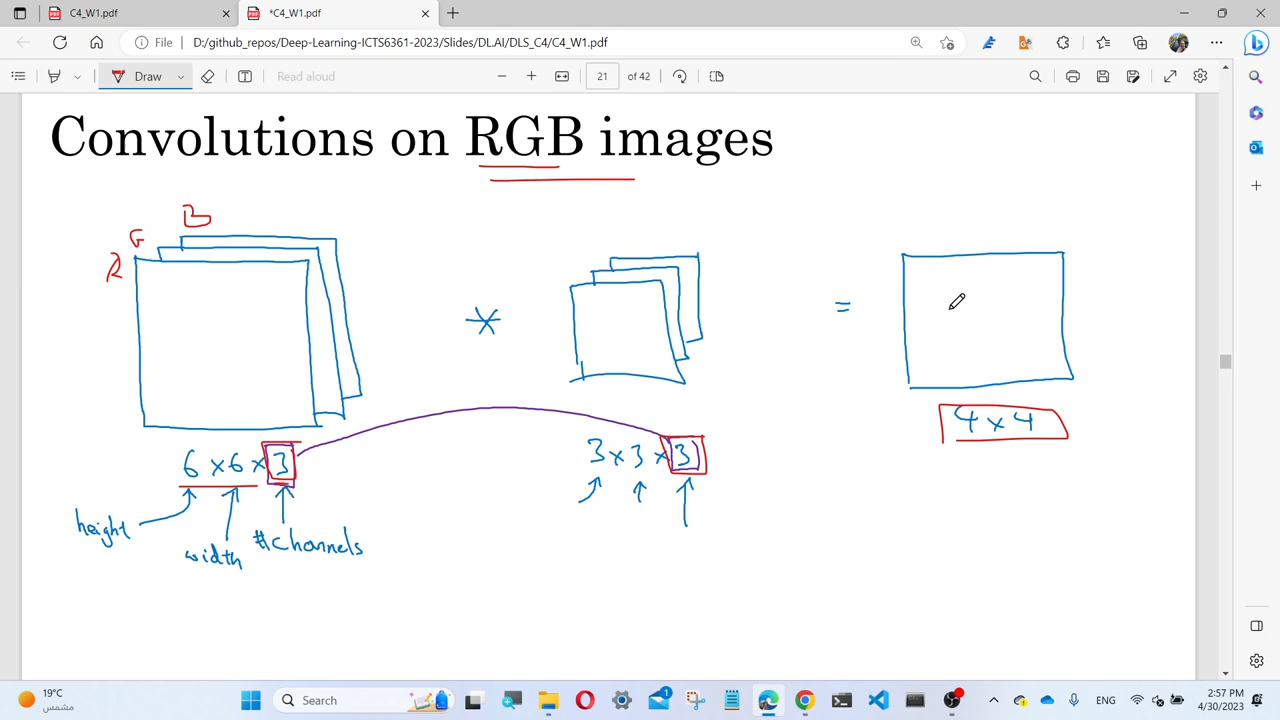 C4_W1.pdf
*C4_W1.pdf
File
D:/github_repos/Deep-Learning-ICTS6361-2023/Slides/DL.AI/DLS_C4/C4_W1.pdf
Draw
Read aloud
21 of 42
Convolutions on RGB images
B
G
R
* =
4 x 4
6 x 6 x 3
3 x 3 x 3
height
width
#channels
19°C
مشمس
Search
1
ENG
2:57 PM
4/30/2023